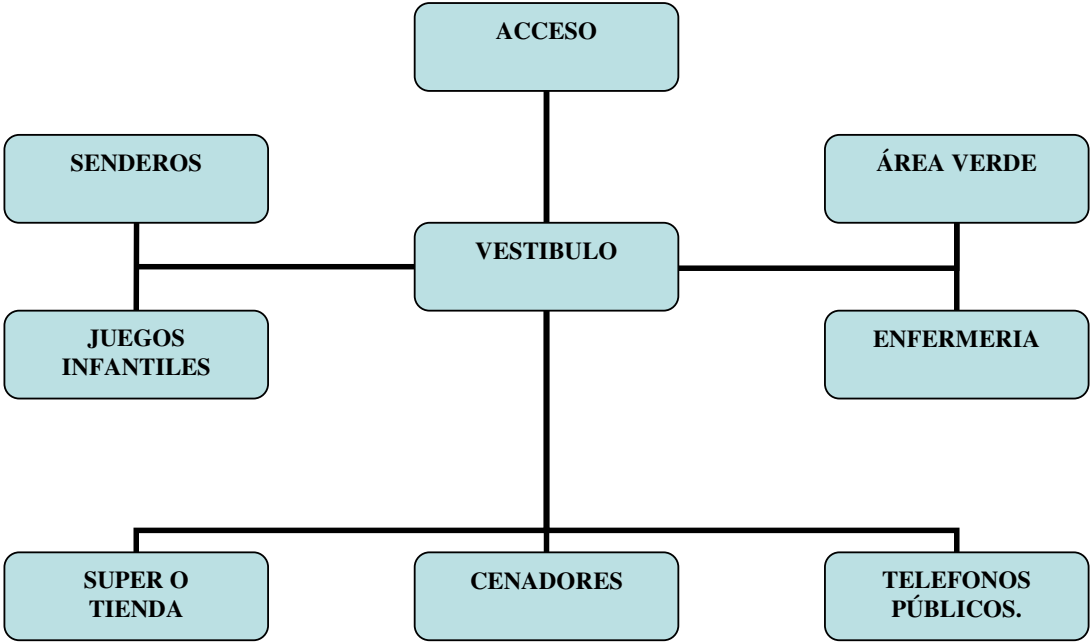 ACCESO
SENDEROS
ÁREA VERDE
VESTIBULO
JUEGOS
INFANTILES
ENFERMERIA
SUPER O
TIENDA
CENADORES
TELEFONOS
PÚBLICOS.